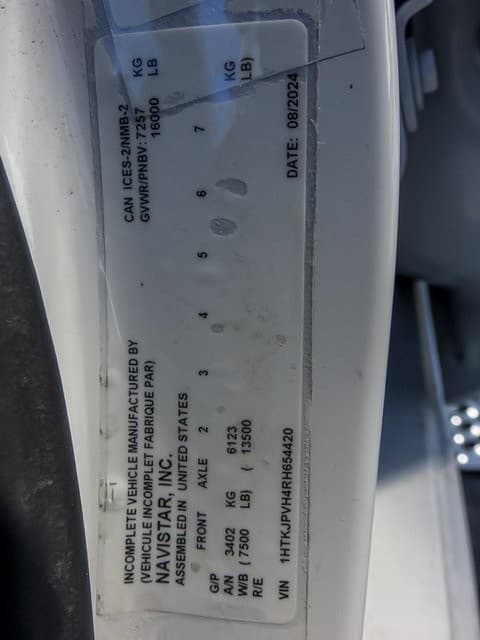 INCOMPLETE VEHICLE MANUFACTURED BY
(VEHICULE INCOMPLET FABRIQUE PAR)
NAVISTAR, INC.
ASSEMBLED IN UNITED STATES
CAN ICES-2/NMB-2
GVWR/PNBV: 7257 KG
16000 LB
G/P FRONT AXLE 2 3 4 5 6 7
A/N 3402 KG 6123 KG
W/B ( 7500 LB) ( 13500 LB)
R/E
VIN 1HTKJPVH4RH654420 DATE: 08/2024